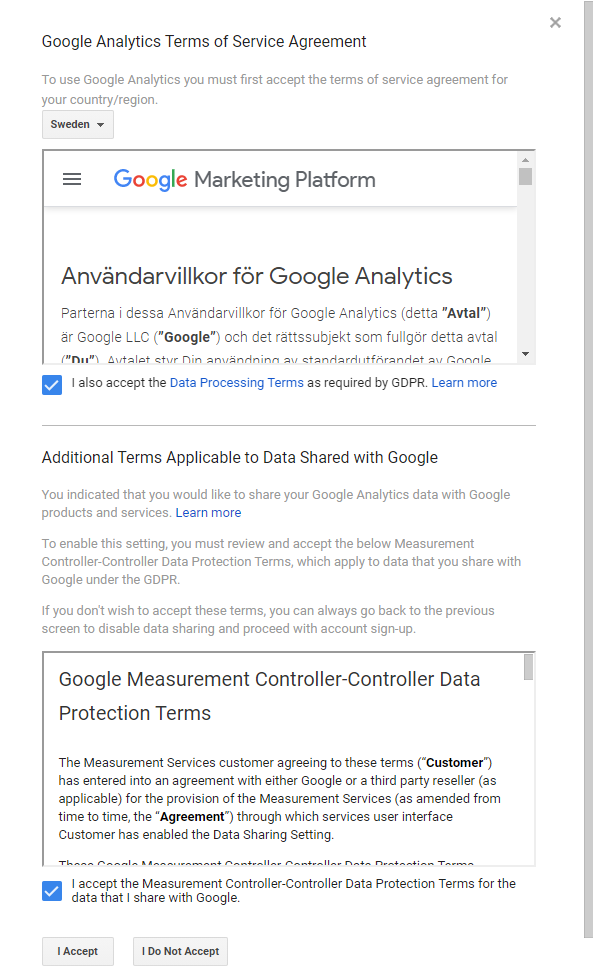 Google Analytics Terms of Service Agreement
To use Google Analytics you must first accept the terms of service agreement for
your country/region.
Sweden
Google Marketing Platform
Användarvillkor för Google Analytics
Parterna i dessa Användarvillkor för Google Analytics (detta ”Avtal”)
är Google LLC (”Google”) och det rättssubjekt som fullgör detta avtal
(”Du”). Avtalet styr Din användning av standardutförandet av Google
I also accept the Data Processing Terms as required by GDPR. Learn more
Additional Terms Applicable to Data Shared with Google
You indicated that you would like to share your Google Analytics data with Google
products and services. Learn more
To enable this setting, you must review and accept the below Measurement
Controller-Controller Data Protection Terms, which apply to data that you share with
Google under the GDPR.
If you don't wish to accept these terms, you can always go back to the previous
screen to disable data sharing and proceed with account sign-up.
Google Measurement Controller-Controller Data
Protection Terms
The Measurement Services customer agreeing to these terms (“Customer”)
has entered into an agreement with either Google or a third party reseller (as
applicable) for the provision of the Measurement Services (as amended from
time to time, the “Agreement”) through which services user interface
Customer has enabled the Data Sharing Setting.
These Google Measurement Controller-Controller Data Protection Terms
I accept the Measurement Controller-Controller Data Protection Terms for the
data that I share with Google.
I Accept
I Do Not Accept